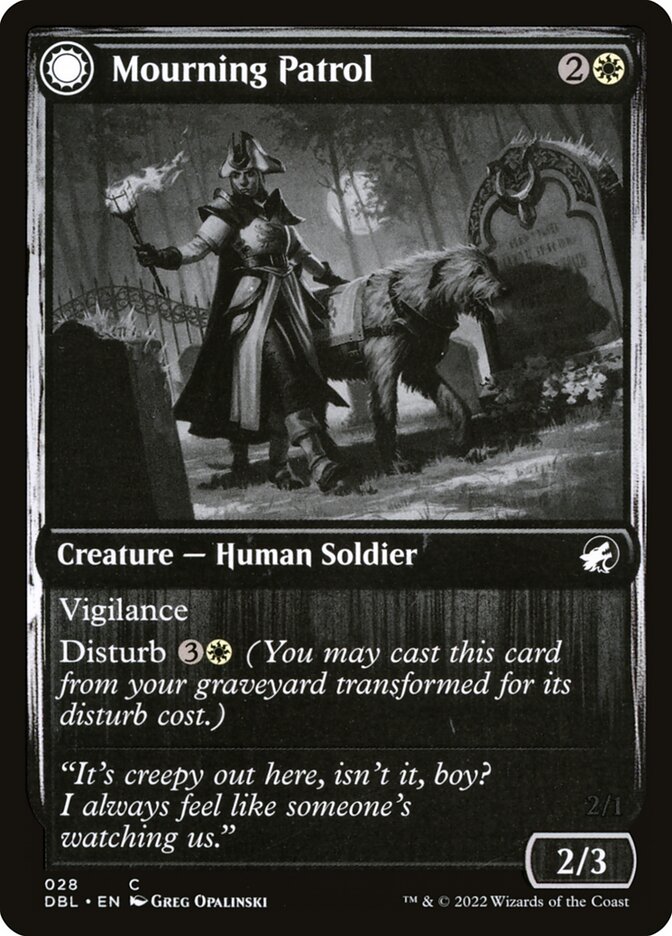 Mourning Patrol 2
Creature — Human Soldier
Vigilance
Disturb 3 (You may cast this card
from your graveyard transformed for its
disturb cost.)
“It’s creepy out here, isn’t it, boy?
I always feel like someone’s
watching us.”
2/1
2/3
028 C
DBL • EN Greg Opalinski ™ & © 2022 Wizards of the Coast